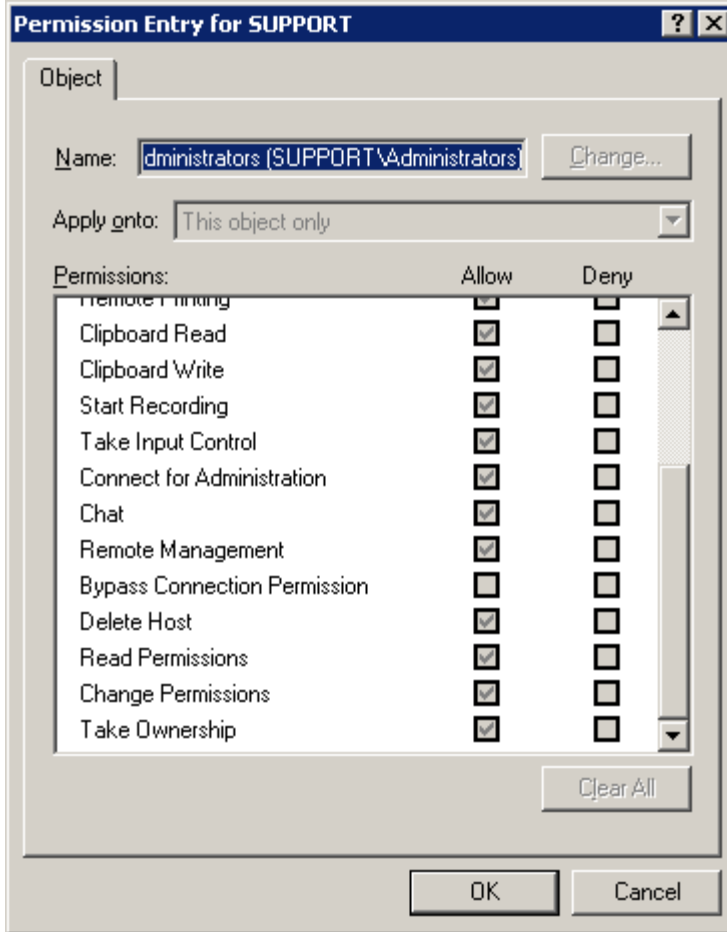 Permission Entry for SUPPORT
Object
Name: dministrators (SUPPORT\Administrators) Change...
Apply onto: This object only
Permissions: Allow Deny
Remote Printing
Clipboard Read
Clipboard Write
Start Recording
Take Input Control
Connect for Administration
Chat
Remote Management
Bypass Connection Permission
Delete Host
Read Permissions
Change Permissions
Take Ownership
Clear All
OK Cancel